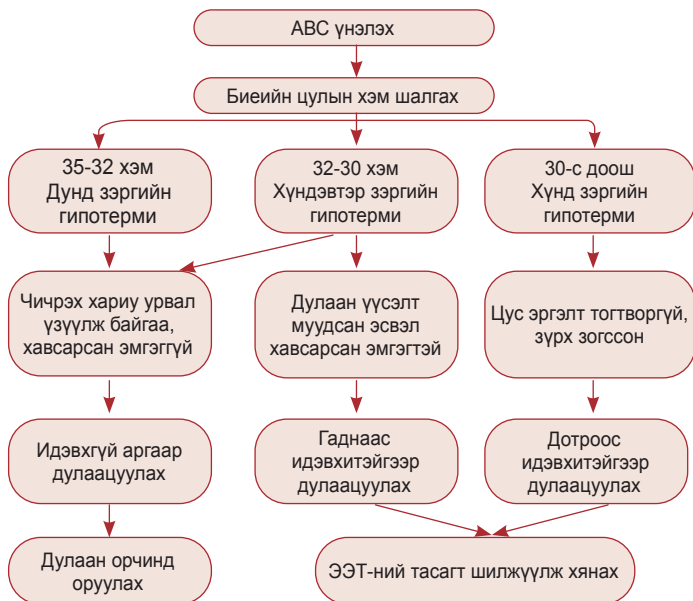 ABC үнэлэх
Биеийн цулын хэм шалгах
35-32 хэм
Дунд зэргийн
гипотерми
32-30 хэм
Хүндэвтэр зэргийн
гипотерми
30-с доош
Хүнд зэргийн
гипотерми
Чичрэх хариу урвал
үзүүлж байгаа,
хавсарсан эмгэггүй
Дулаан үүсэлт
муудсан эсвэл
хавсарсан эмгэгтэй
Цус эргэлт тогтворгүй,
зүрх зогссон
Идэвхгүй аргаар
дулаацуулах
Гаднаас
идэвхитэйгээр
дулаацуулах
Дотроос
идэвхитэйгээр
дулаацуулах
Дулаан орчинд
оруулах
ЭЭТ-ний тасагт шилжүүлж хянах